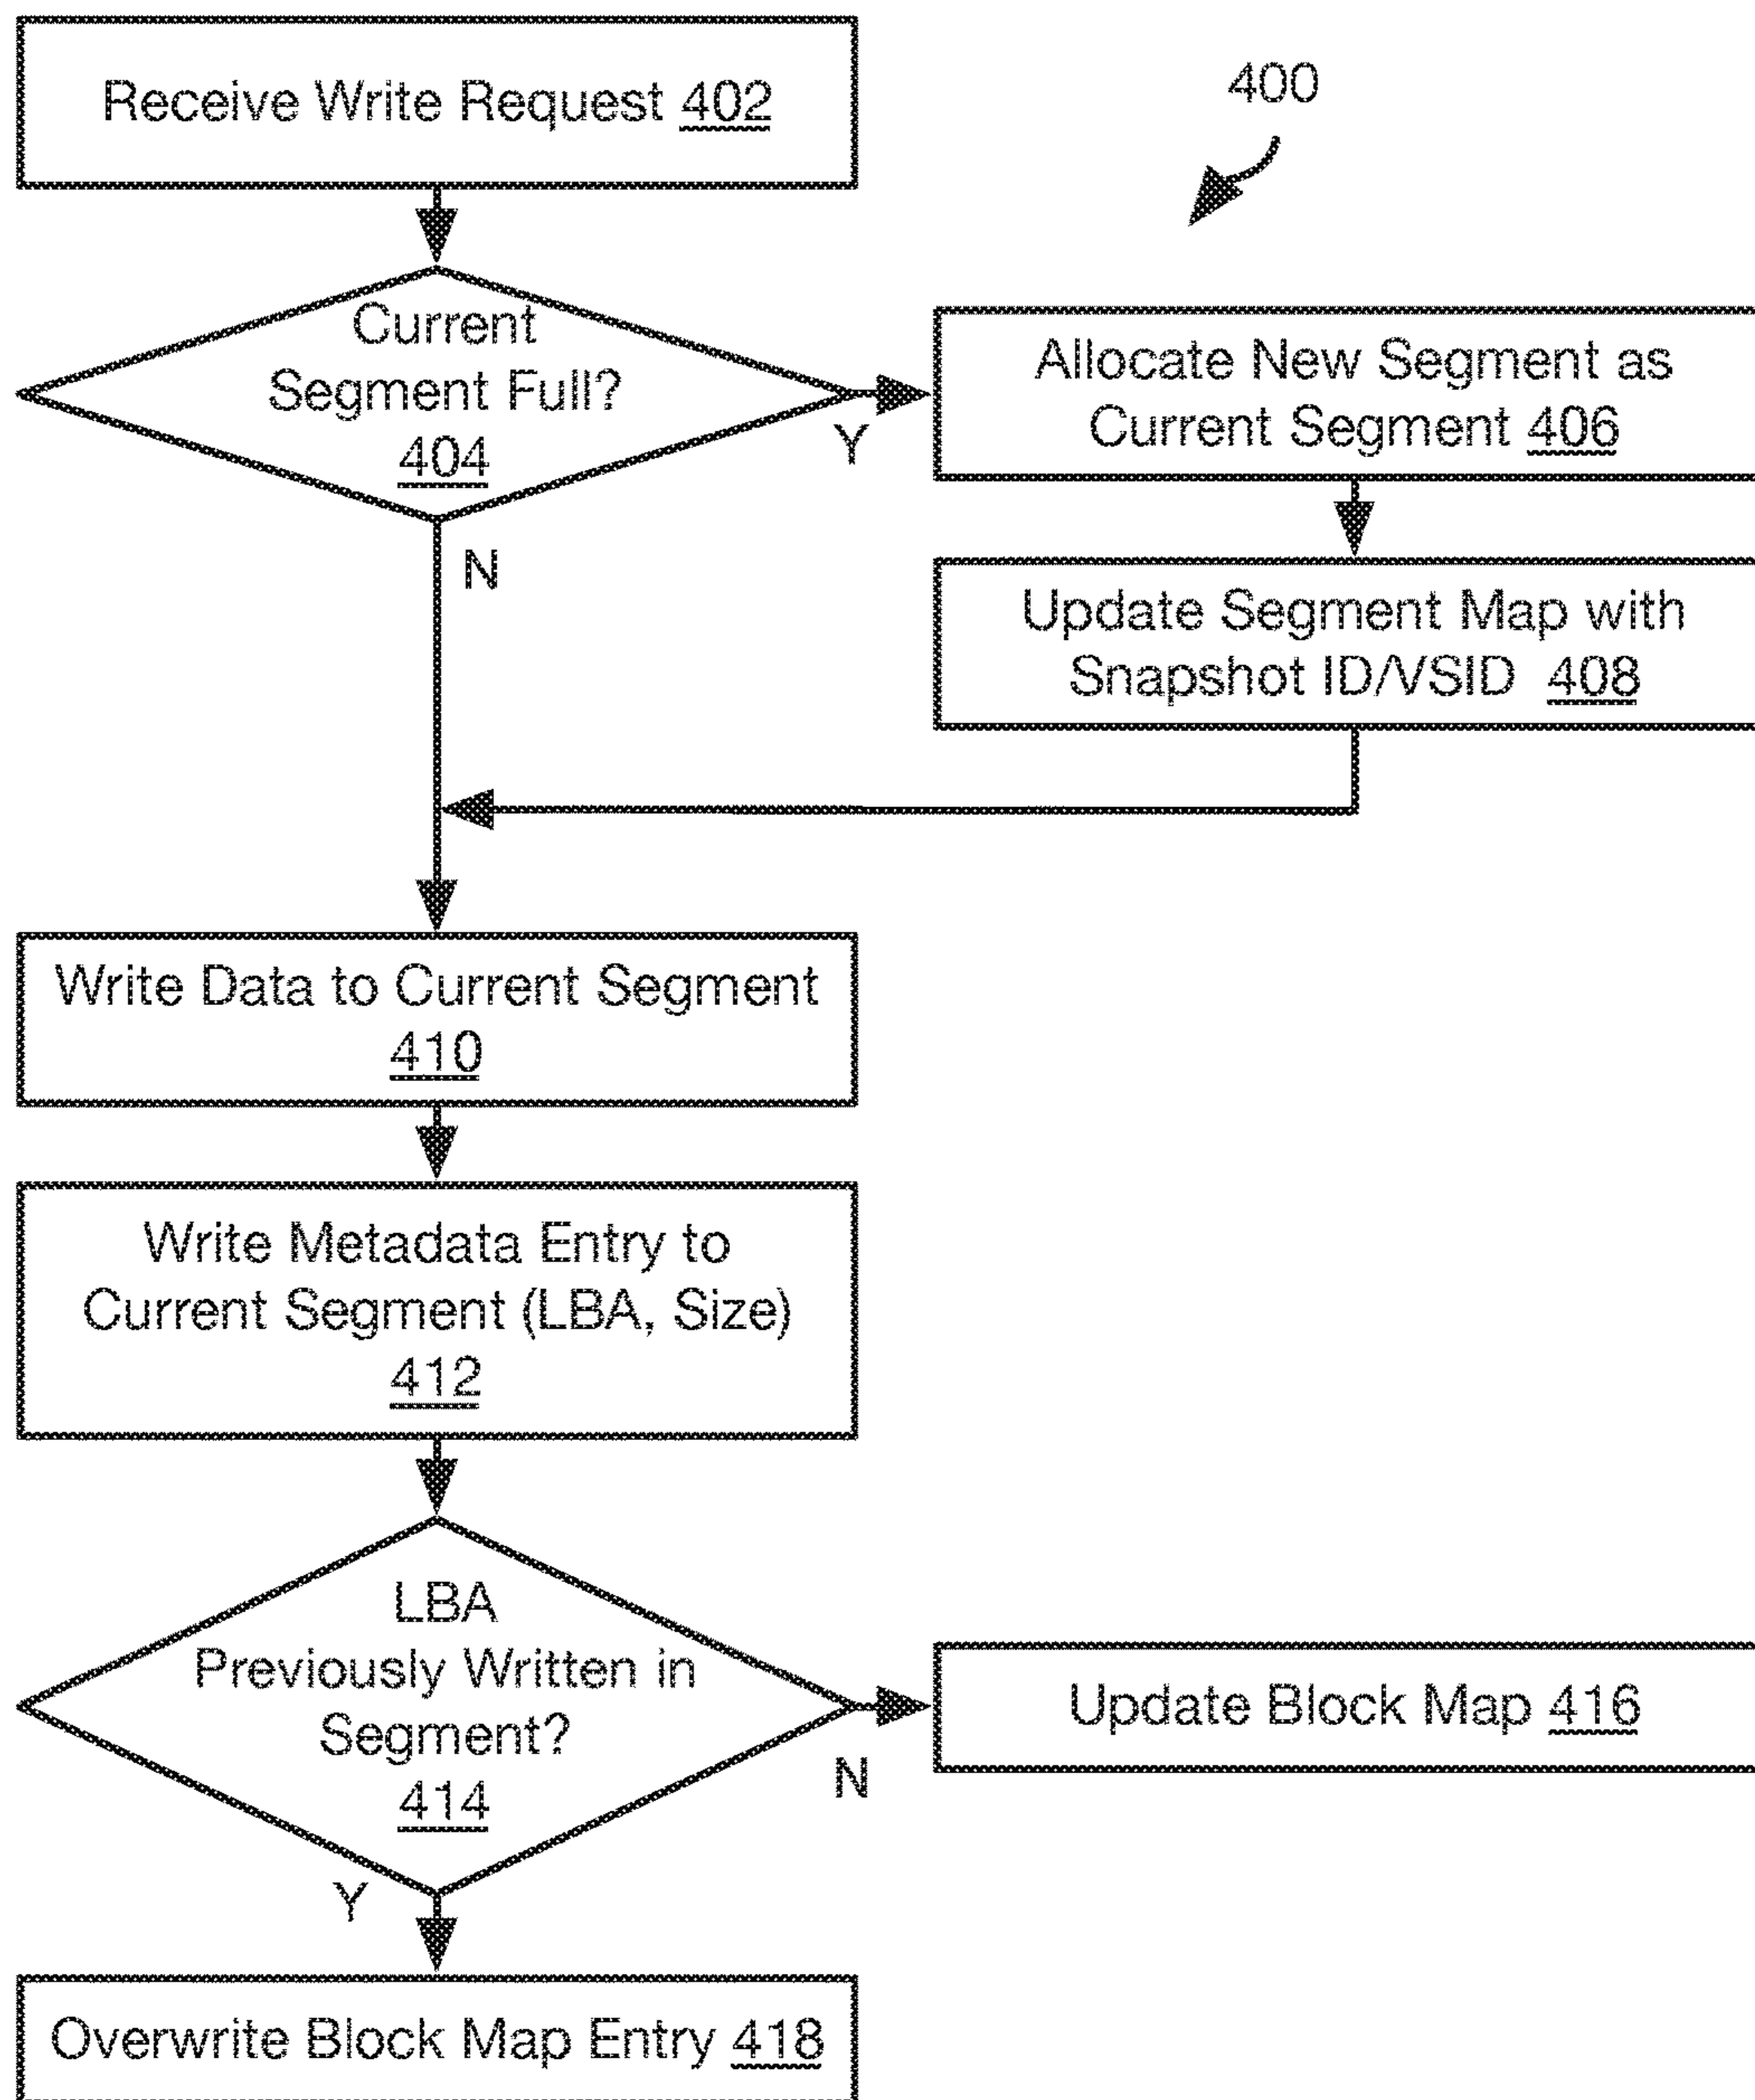 Receive Write Request 402
400
Current
Segment Full?
404
Y
N
Allocate New Segment as
Current Segment 406
Update Segment Map with
Snapshot ID/VSID 408
Write Data to Current Segment
410
Write Metadata Entry to
Current Segment (LBA, Size)
412
LBA
Previously Written in
Segment?
414
N
Y
Update Block Map 416
Overwrite Block Map Entry 418